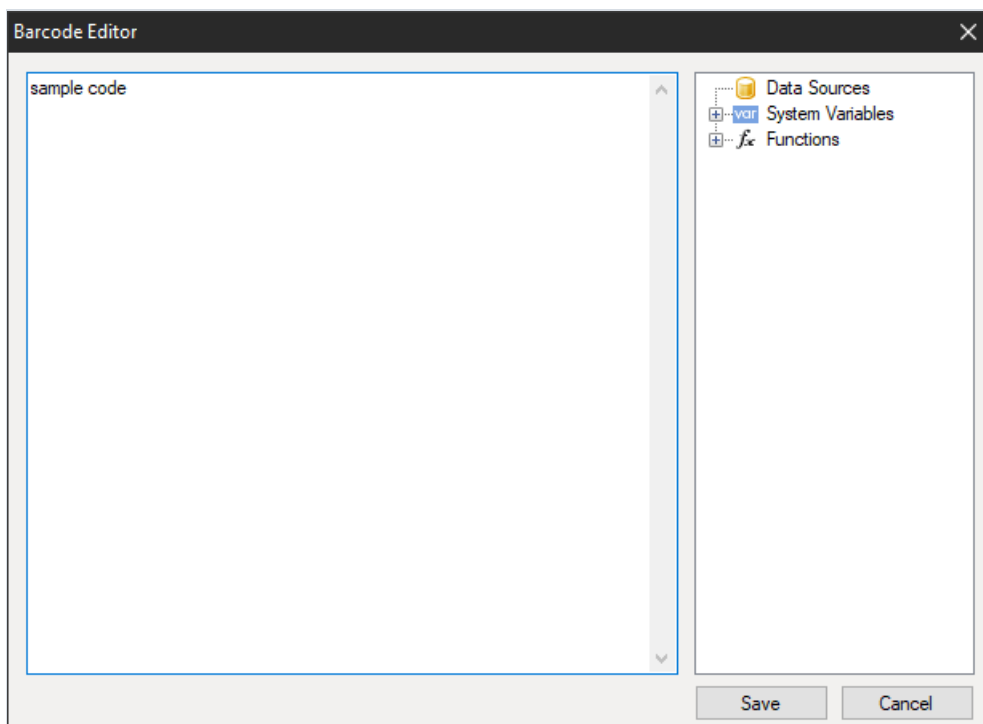 Barcode Editor
sample code
Data Sources
var System Variables
fx Functions
Save
Cancel